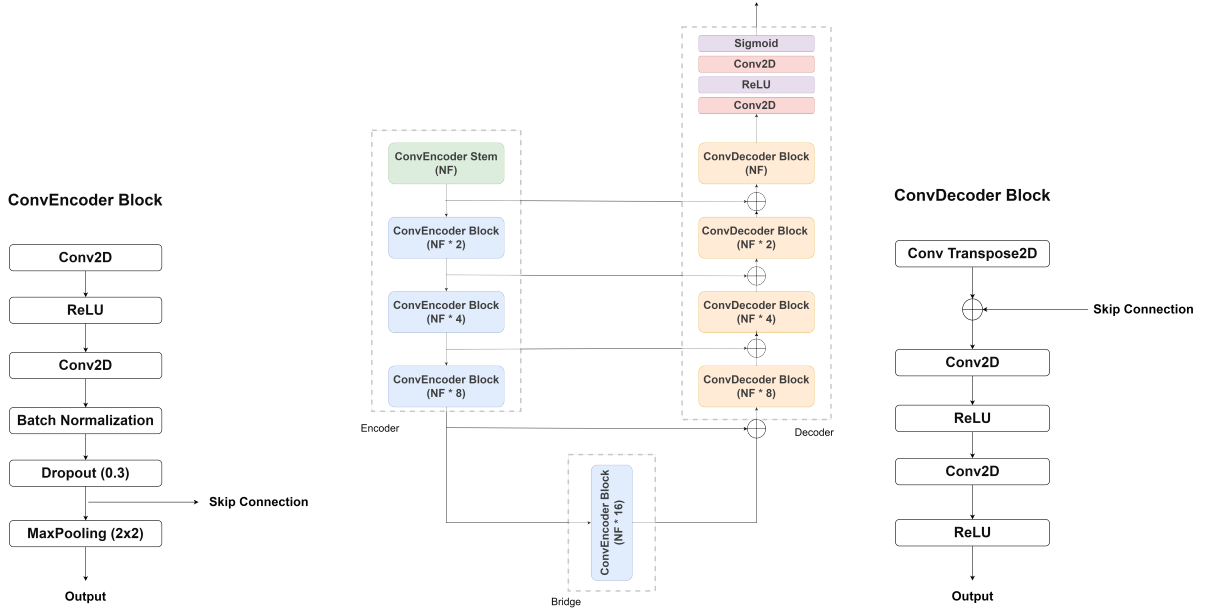 ConvEncoder Block
Conv2D
ReLU
Conv2D
Batch Normalization
Dropout (0.3)
Skip Connection
MaxPooling (2x2)
Output
ConvEncoder Stem
(NF)
ConvEncoder Block
(NF * 2)
ConvEncoder Block
(NF * 4)
ConvEncoder Block
(NF * 8)
Encoder
ConvEncoder Block
(NF * 16)
Bridge
Sigmoid
Conv2D
ReLU
Conv2D
ConvDecoder Block
(NF)
ConvDecoder Block
(NF * 2)
ConvDecoder Block
(NF * 4)
ConvDecoder Block
(NF * 8)
Decoder
ConvDecoder Block
Conv Transpose2D
Skip Connection
Conv2D
ReLU
Conv2D
ReLU
Output